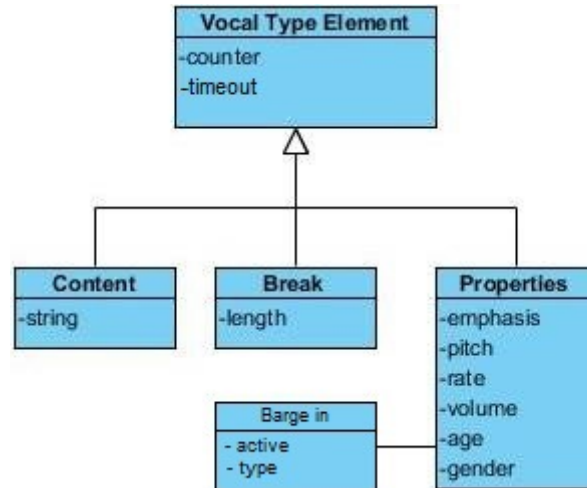 Vocal Type Element
-counter
-timeout
Content
-string
Break
-length
Properties
-emphasis
-pitch
-rate
-volume
-age
-gender
Barge in
- active
- type